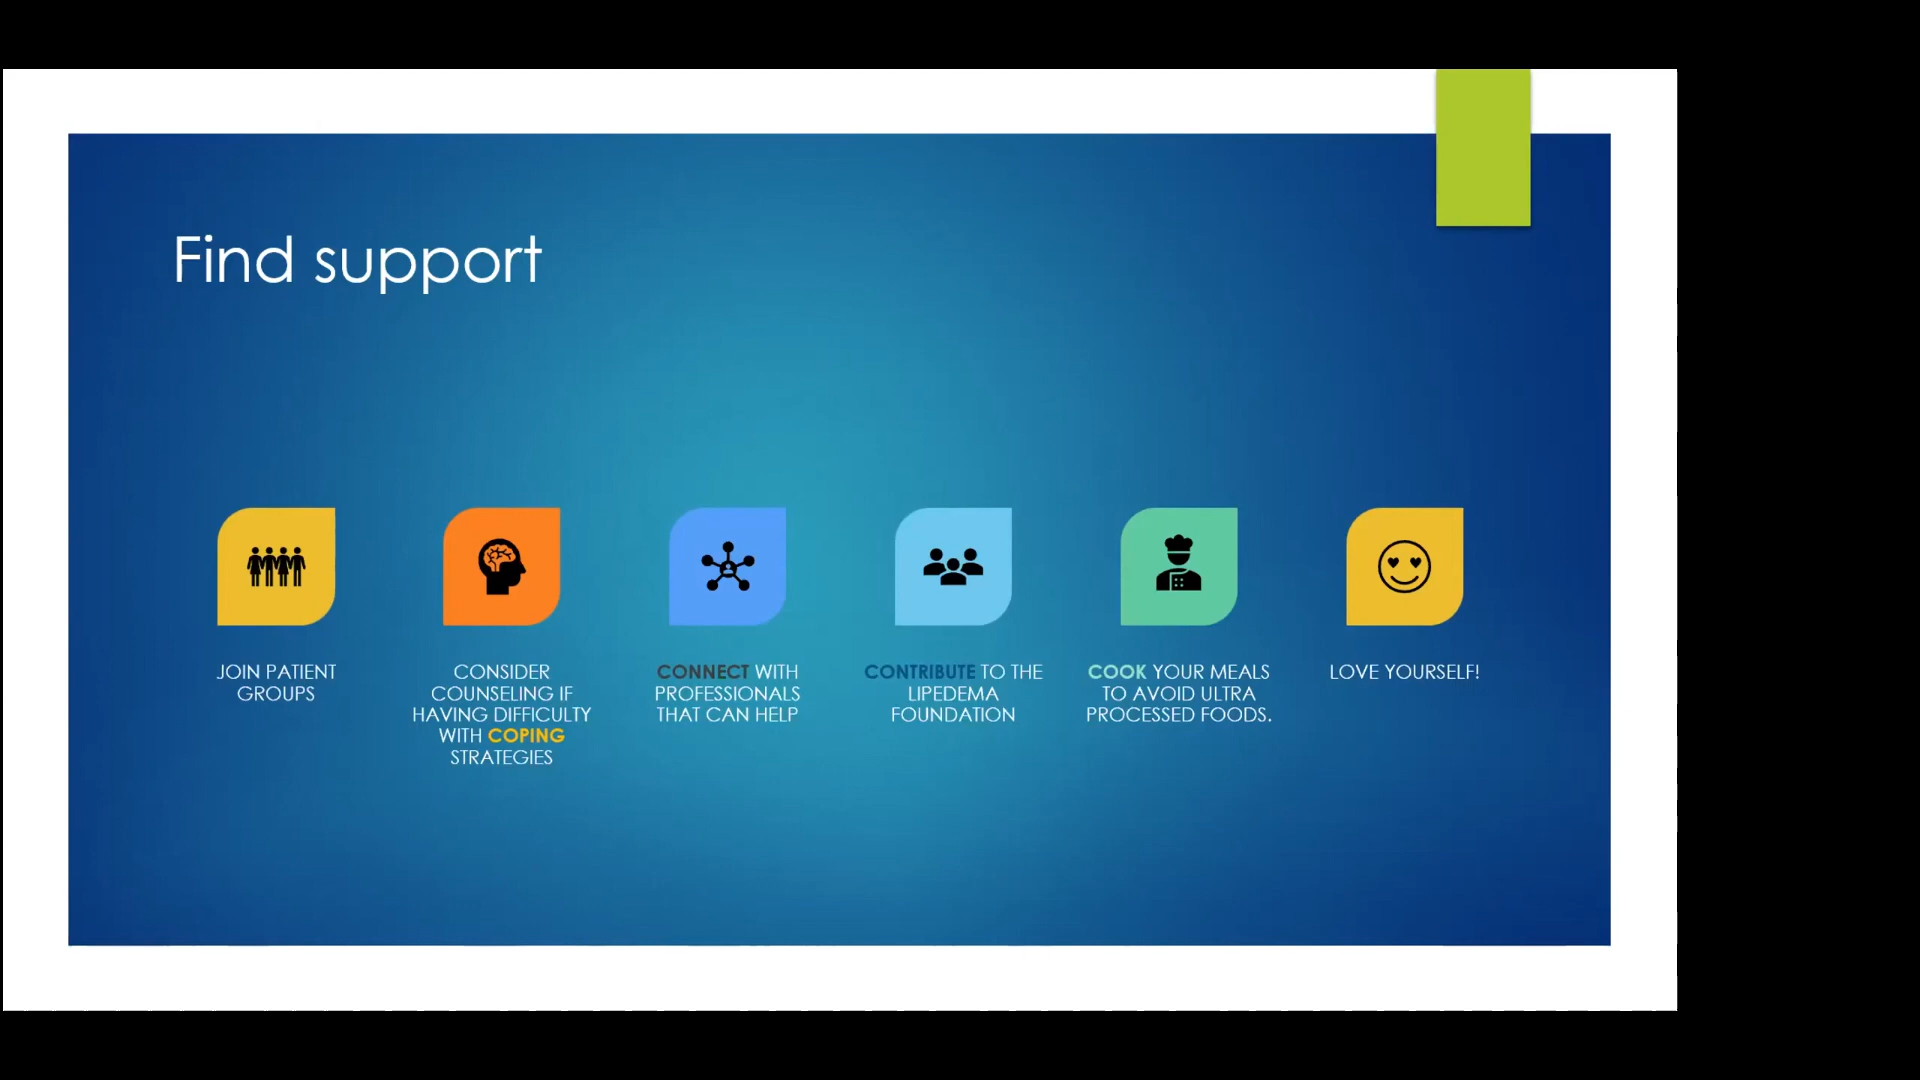 Find support
JOIN PATIENT
GROUPS
CONSIDER
COUNSELING IF
HAVING DIFFICULTY
WITH COPING
STRATEGIES
CONNECT WITH
PROFESSIONALS
THAT CAN HELP
CONTRIBUTE TO THE
LIPEDEMA
FOUNDATION
COOK YOUR MEALS
TO AVOID ULTRA
PROCESSED FOODS.
LOVE YOURSELF!